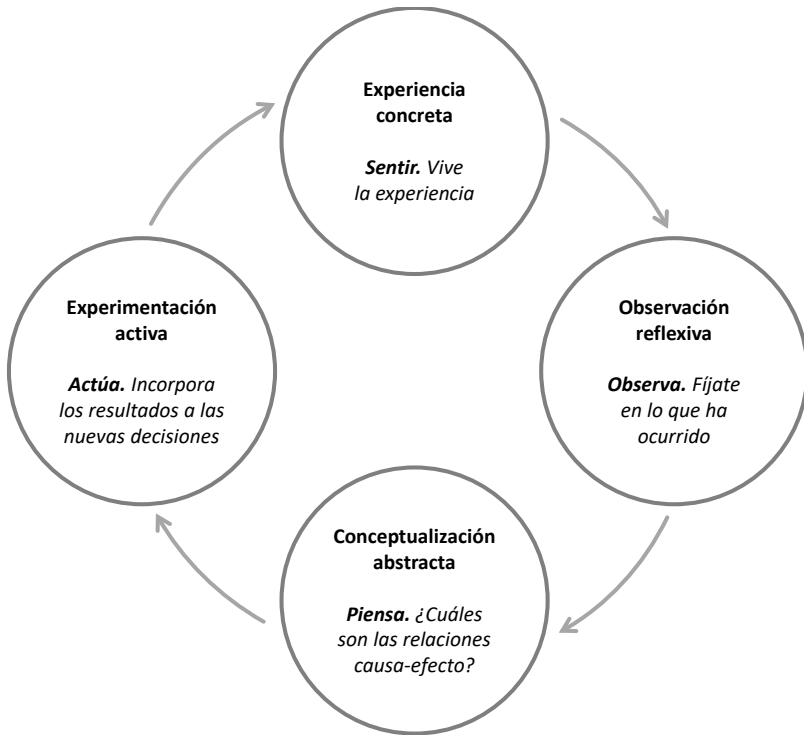 Experiencia
concreta
Sentir. Vive
la experiencia
Experimentación
activa
Actúa. Incorpora
los resultados a las
nuevas decisiones
Observación
reflexiva
Observa. Fíjate
en lo que ha
ocurrido
Conceptualización
abstracta
Piensa. ¿Cuáles
son las relaciones
causa-efecto?